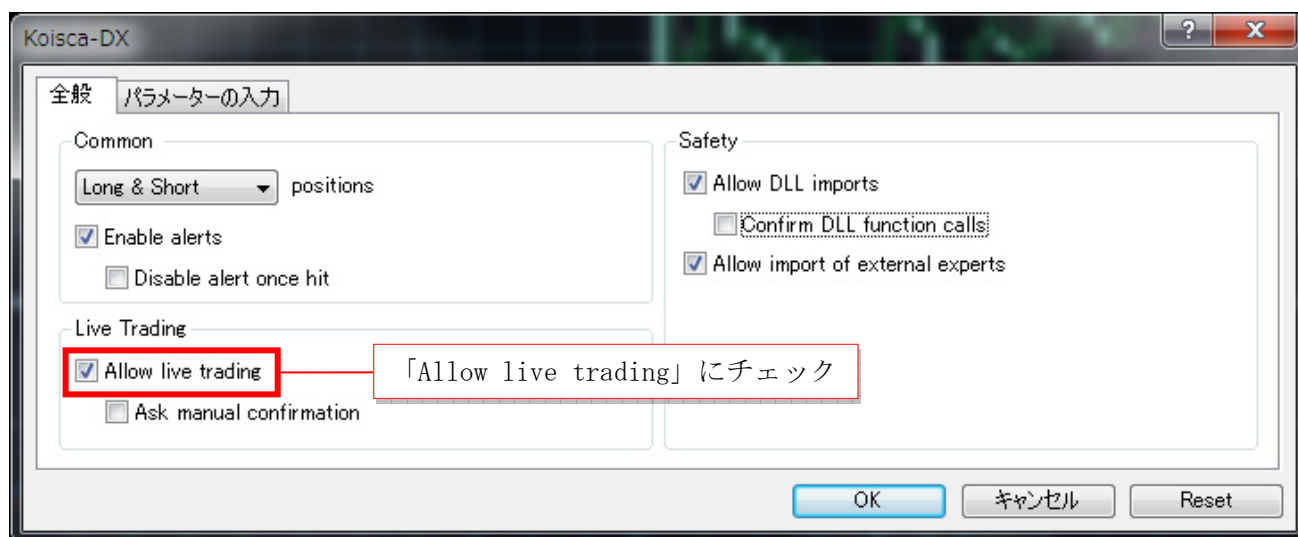 Koisca-DX
?
X
全般
パラメーターの入力
Common
Long & Short
positions
Enable alerts
Disable alert once hit
Live Trading
Allow live trading
「Allow live trading」にチェック
Ask manual confirmation
Safety
Allow DLL imports
Confirm DLL function calls
Allow import of external experts
OK
キャンセル
Reset